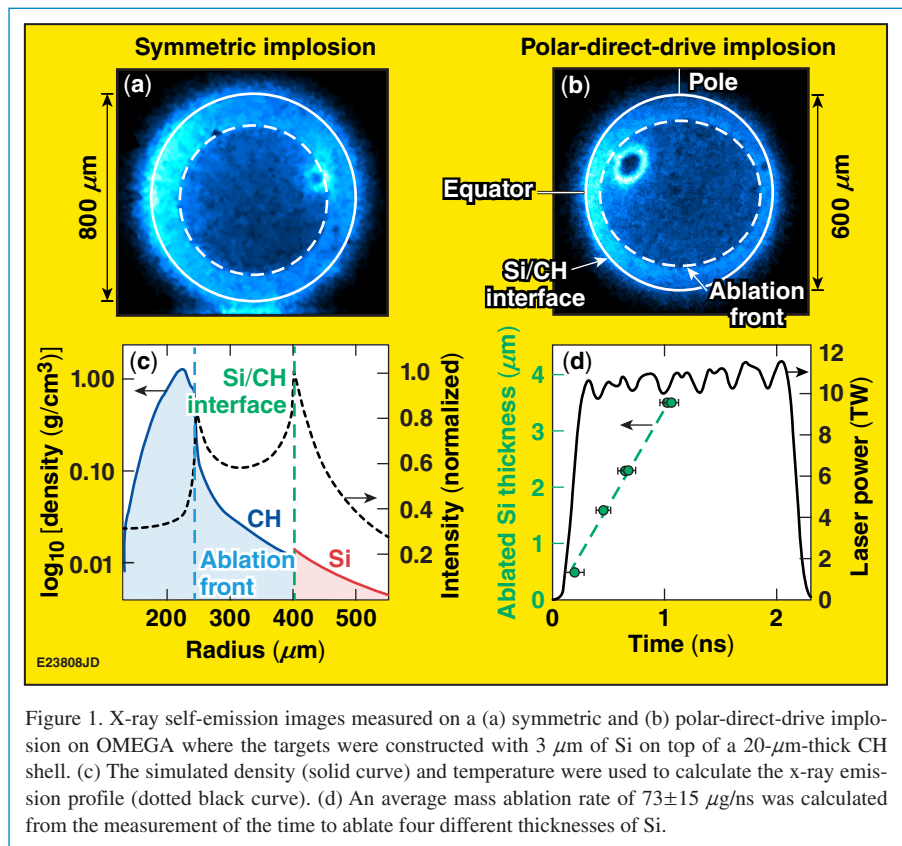 Symmetric implosion
Polar-direct-drive implosion
(a)
800 μm
(b)
Pole
Equator
Si/CH
interface
Ablation
front
600 μm
(c)
log10 [density (g/cm3)]
1.00
0.10
0.01
Si/CH
interface
CH
Ablation
front
Si
1.0
0.8
0.6
0.4
0.2
Intensity (normalized)
200 300 400 500
Radius (μm)
E23808JD
(d)
Ablated Si thickness (μm)
4
3
2
1
0
12
10
8
6
4
2
0
Laser power (TW)
0 1 2
Time (ns)
Figure 1. X-ray self-emission images measured on a (a) symmetric and (b) polar-direct-drive implo-
sion on OMEGA where the targets were constructed with 3 μm of Si on top of a 20-μm-thick CH
shell. (c) The simulated density (solid curve) and temperature were used to calculate the x-ray emis-
sion profile (dotted black curve). (d) An average mass ablation rate of 73±15 μg/ns was calculated
from the measurement of the time to ablate four different thicknesses of Si.